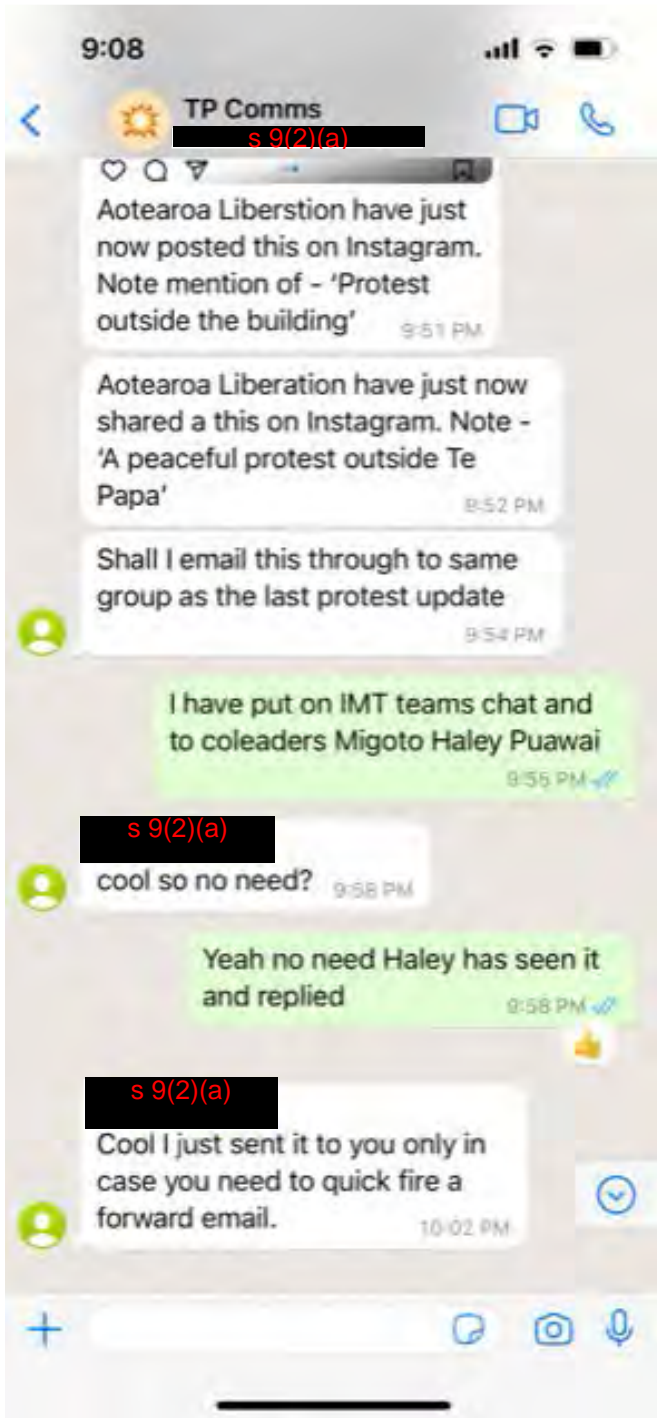 9:08
TP Comms
s 9(2)(a)
Aotearoa Liberstion have just
now posted this on Instagram.
Note mention of - 'Protest
outside the building'
9:51 PM
Aotearoa Liberation have just now
shared a this on Instagram. Note -
'A peaceful protest outside Te
Papa'
9:52 PM
Shall I email this through to same
group as the last protest update
9:54 PM
I have put on IMT teams chat and
to coleaders Migoto Haley Puawai
9:55 PM
s 9(2)(a)
cool so no need?
9:58 PM
Yeah no need Haley has seen it
and replied
9:58 PM
s 9(2)(a)
Cool I just sent it to you only in
case you need to quick fire a
forward email.
10:02 PM